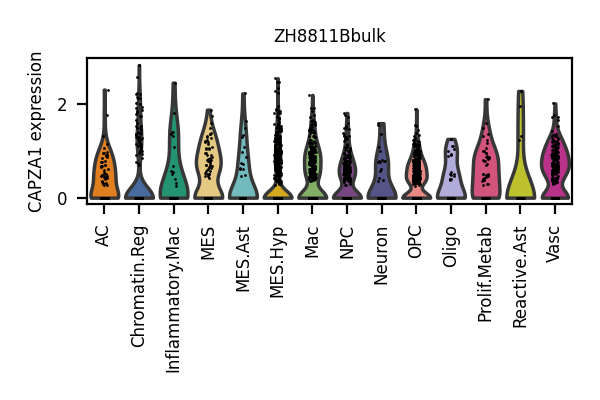 ZH8811Bbulk
CAPZA1 expression
2
0
AC
Chromatin.Reg
Inflammatory.Mac
MES
MES.Ast
MES.Hyp
Mac
NPC
Neuron
OPC
Oligo
Prolif.Metab
Reactive.Ast
Vasc